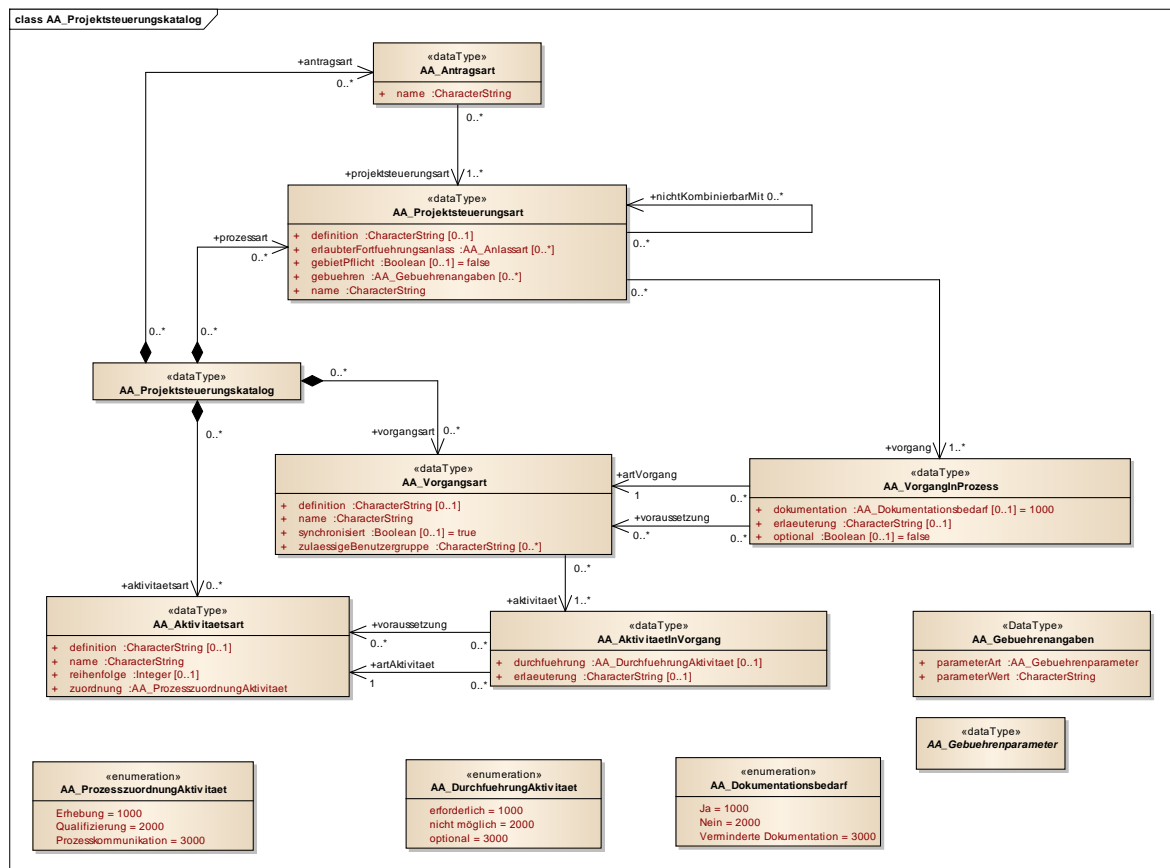 class AA_Projektsteuerungskatalog
«dataType»
AA_Antragsart
+ name :CharacterString
+antragsart
0..*
0..*
+projektsteuerungsart
1..*
«dataType»
AA_Projektsteuerungsart
+ definition :CharacterString [0..1]
+ erlaubterFortfuehrungsanlass :AA_Anlassart [0..*]
+ gebietPflicht :Boolean [0..1] = false
+ gebuehren :AA_Gebuehrenangaben [0..*]
+ name :CharacterString
+nichtKombinierbarMit 0..*
0..*
+prozessart
0..*
0..*
0..*
0..*
«dataType»
AA_Projektsteuerungskatalog
0..*
0..*
+vorgangsart
0..*
+vorgang
1..*
«dataType»
AA_Vorgangsart
+ definition :CharacterString [0..1]
+ name :CharacterString
+ synchronisiert :Boolean [0..1] = true
+ zulaessigeBenutzergruppe :CharacterString [0..*]
+artVorgang
1
0..*
+voraussetzung
0..*
0..*
«dataType»
AA_VorgangInProzess
+ dokumentation :AA_Dokumentationsbedarf [0..1] = 1000
+ erlaeuterung :CharacterString [0..1]
+ optional :Boolean [0..1] = false
0..*
+aktivitaet
1..*
+aktivitaetsart
0..*
«dataType»
AA_Aktivitaetsart
+ definition :CharacterString [0..1]
+ name :CharacterString
+ reihenfolge :Integer [0..1]
+ zuordnung :AA_ProzesszuordnungAktivitaet
+voraussetzung
0..*
0..*
+artAktivitaet
1
0..*
«dataType»
AA_AktivitaetInVorgang
+ durchfuehrung :AA_DurchfuehrungAktivitaet [0..1]
+ erlaeuterung :CharacterString [0..1]
«DataType»
AA_Gebuehrenangaben
+ parameterArt :AA_Gebuehrenparameter
+ parameterWert :CharacterString
«dataType»
AA_Gebuehrenparameter
«enumeration»
AA_ProzesszuordnungAktivitaet
Erhebung = 1000
Qualifizierung = 2000
Prozesskommunikation = 3000
«enumeration»
AA_DurchfuehrungAktivitaet
erforderlich = 1000
nicht möglich = 2000
optional = 3000
«enumeration»
AA_Dokumentationsbedarf
Ja = 1000
Nein = 2000
Verminderte Dokumentation = 3000